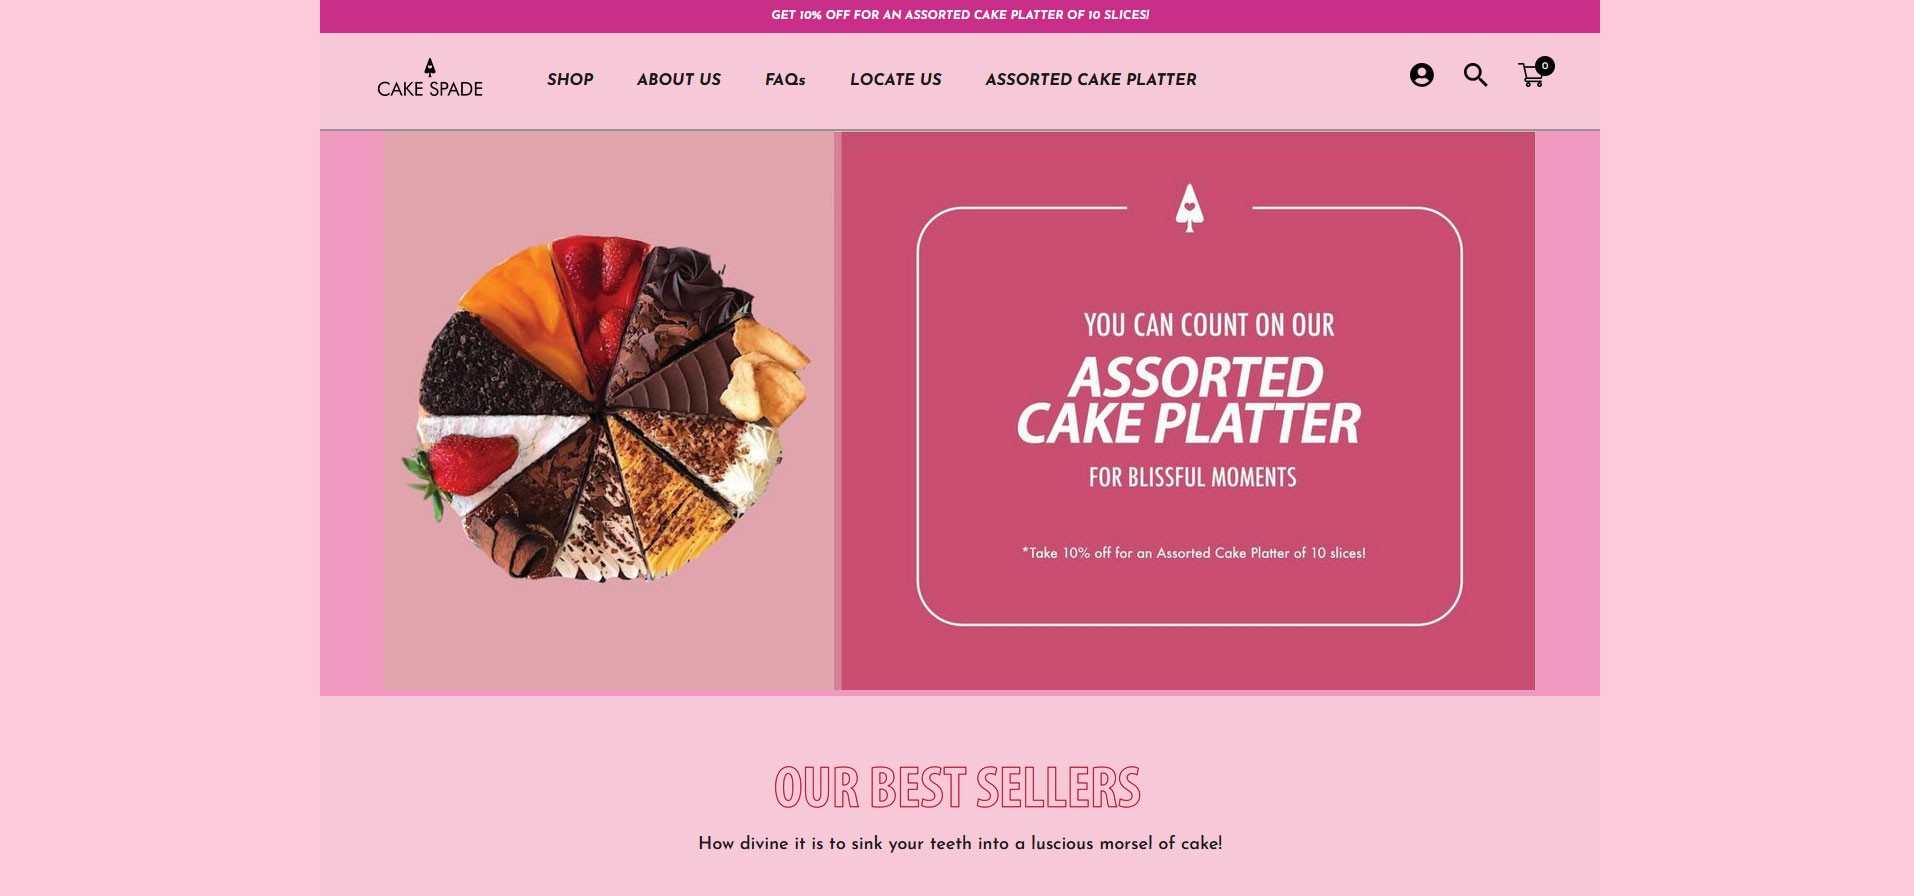 GET 10% OFF FOR AN ASSORTED CAKE PLATTER OF 10 SLICES!
CAKE SPADE
SHOP
ABOUT US
FAQs
LOCATE US
ASSORTED CAKE PLATTER
0
YOU CAN COUNT ON OUR
ASSORTED
CAKE PLATTER
FOR BLISSFUL MOMENTS
*Take 10% off for an Assorted Cake Platter of 10 slices!
OUR BEST SELLERS
How divine it is to sink your teeth into a luscious morsel of cake!